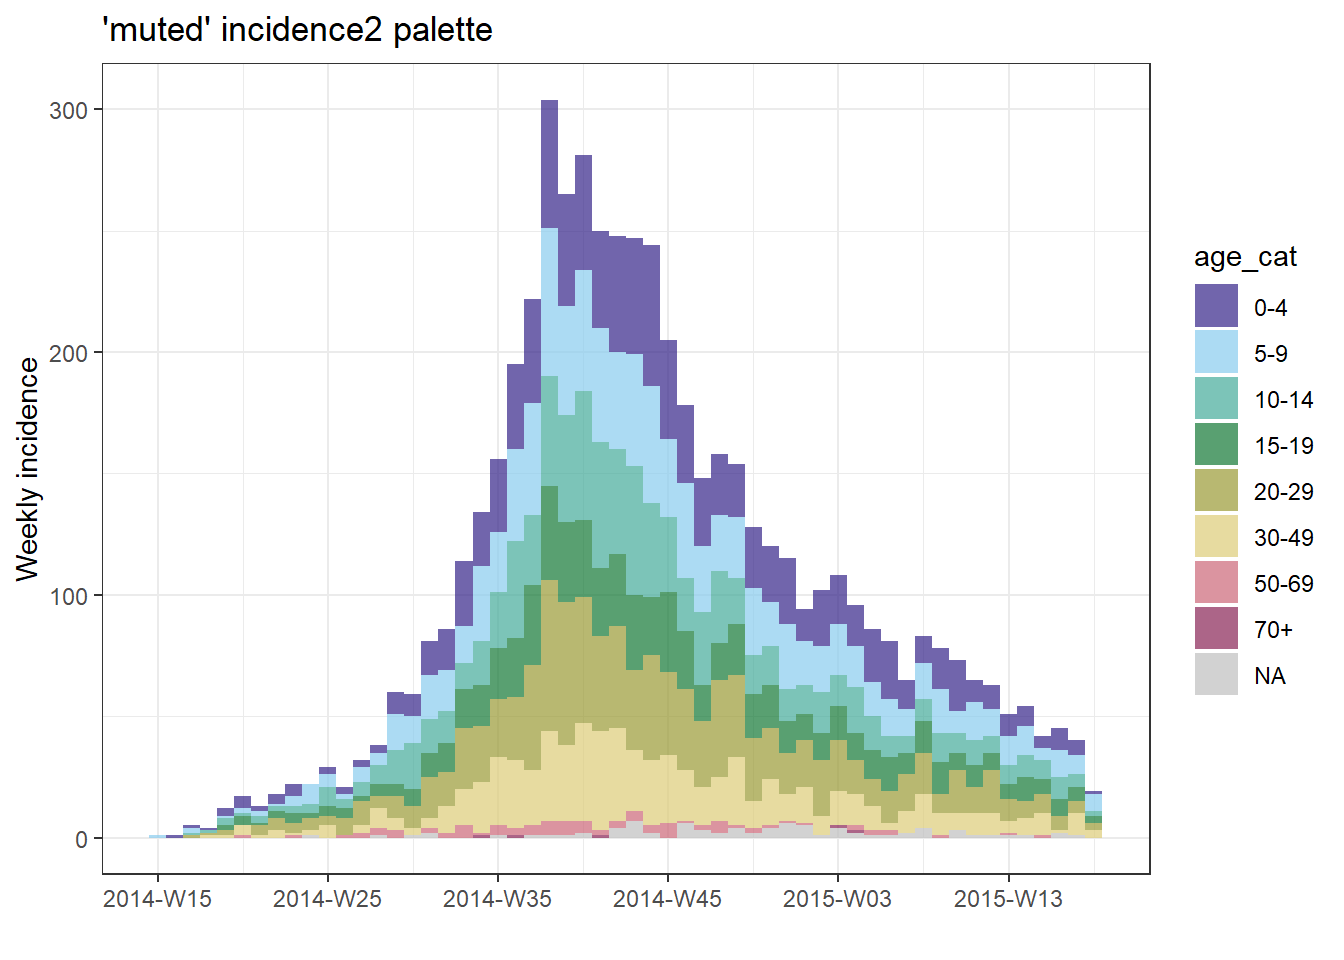 'muted' incidence2 palette
Weekly incidence
300
200
100
0
2014-W15
2014-W25
2014-W35
2014-W45
2015-W03
2015-W13
age_cat
0-4
5-9
10-14
15-19
20-29
30-49
50-69
70+
NA